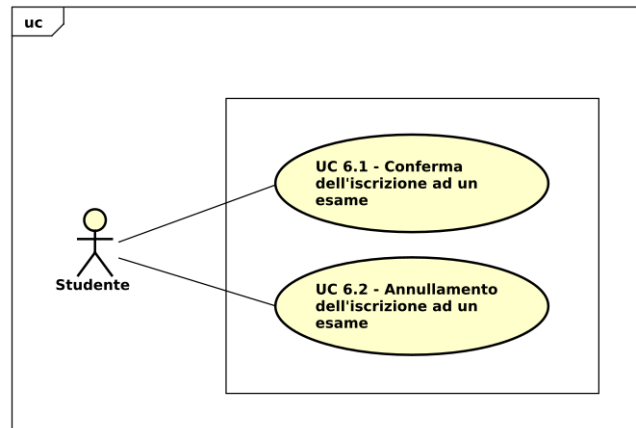 uc
UC 6.1 - Conferma
dell'iscrizione ad un
esame
Studente
UC 6.2 - Annullamento
dell'iscrizione ad un
esame